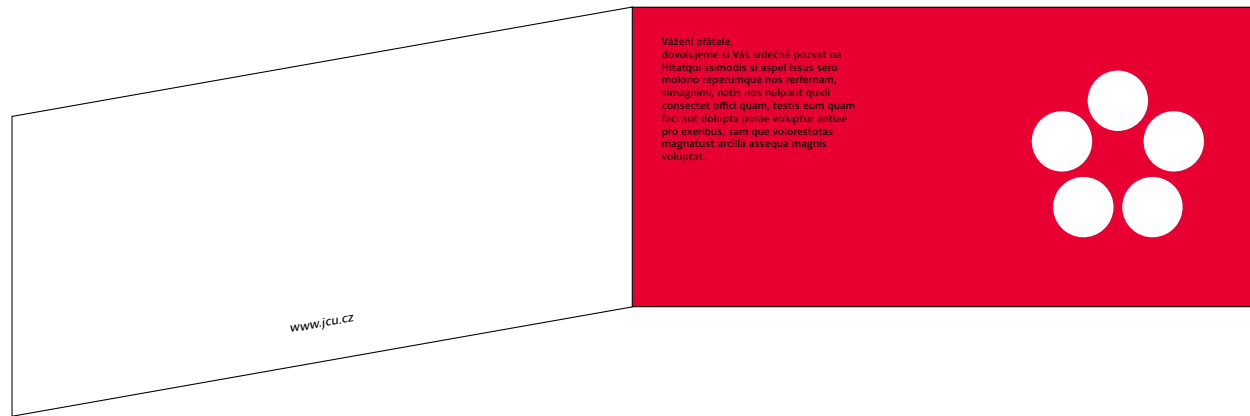 Vážení přátelé,
dovolujeme si Vás srdečně pozvat na
Hitatqui ssimodis si aspel issus sero
molorio reperumque nos rerfernam,
simagnimi, natis nos nulparit quidi
consectet offici quam, testis eum quam
faci aut dolupta porae voluptur antiae
pro exeribus, sam que volorestotas
magnatust arcilla assequa magnis
voluptat.
www.jcu.cz